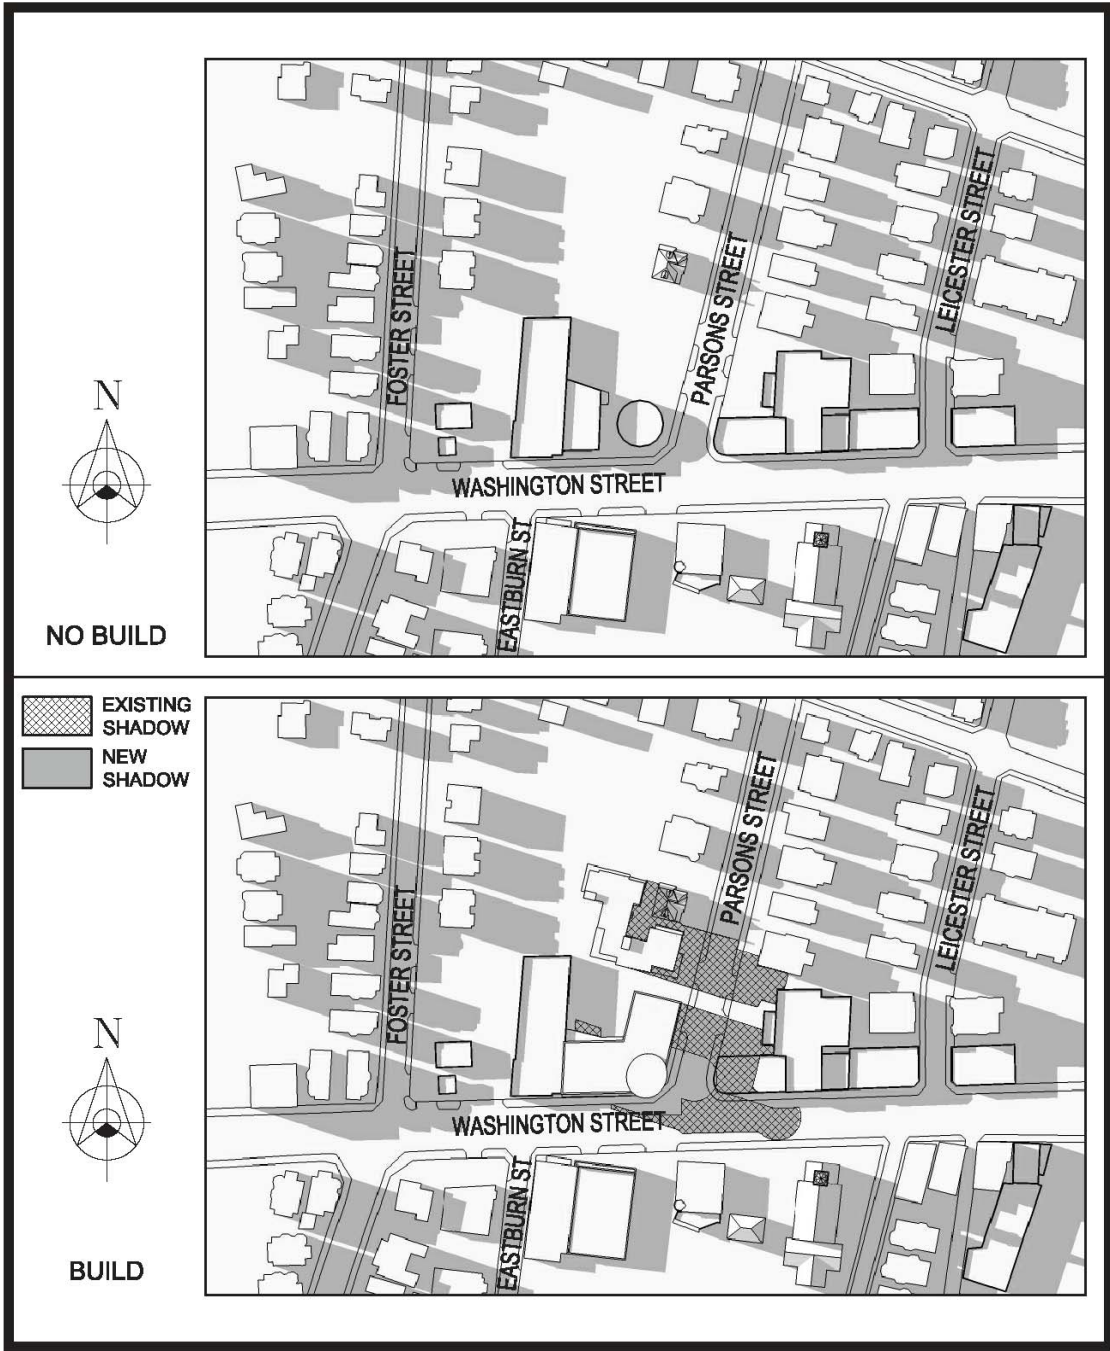 FOSTER STREET
PARSONS STREET
LEICESTER STREET
WASHINGTON STREET
EASTBURN ST
N
NO BUILD
EXISTING
SHADOW
NEW
SHADOW
FOSTER STREET
PARSONS STREET
LEICESTER STREET
WASHINGTON STREET
EASTBURN ST
N
BUILD